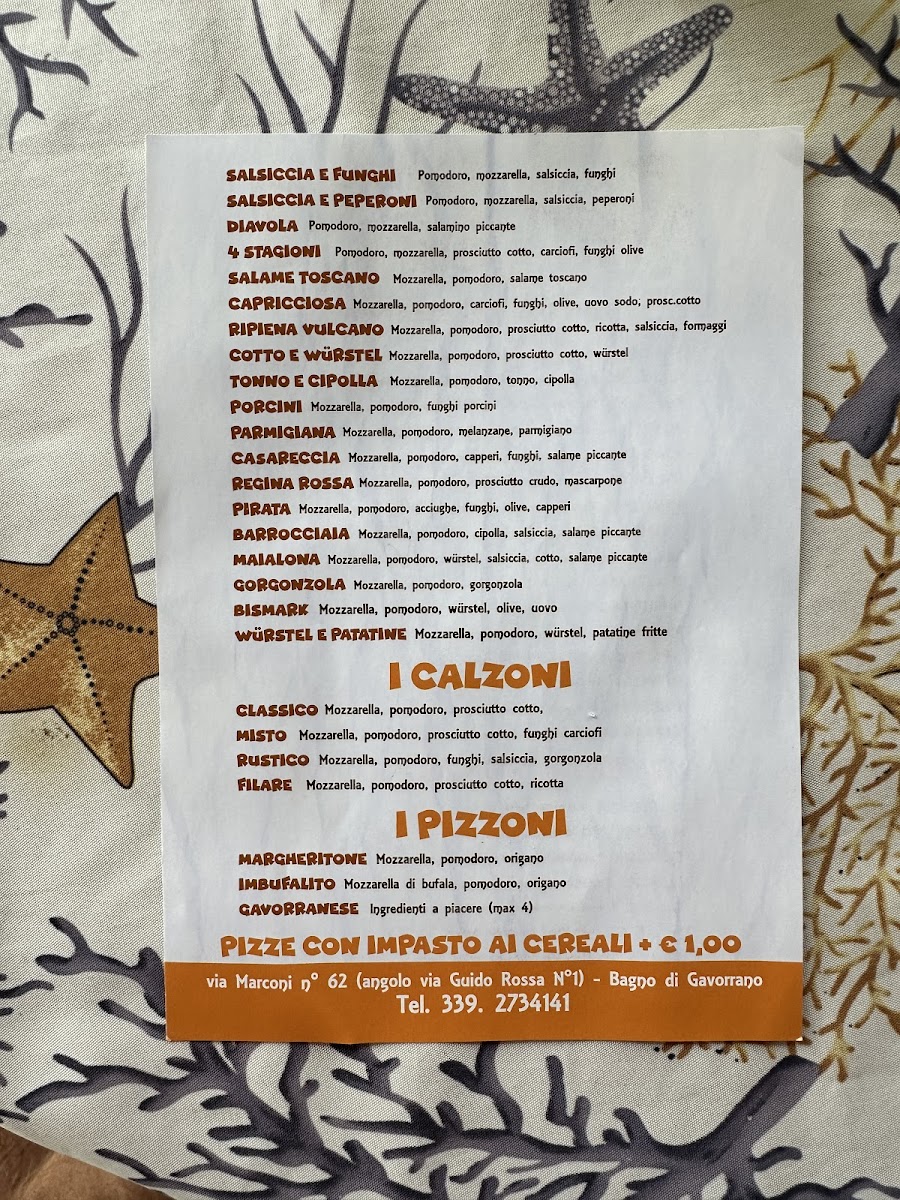 SALSICCIA E FUNGHI Pomodoro, mozzarella, salsiccia, funghi
SALSICCIA E PEPERONI Pomodoro, mozzarella, salsiccia, peperoni
DIAVOLA Pomodoro, mozzarella, salamino piccante
4 STAGIONI Pomodoro, mozzarella, prosciutto cotto, carciofi, funghi olive
SALAME TOSCANO Mozzarella, pomodoro, salame toscano
CAPRICCIOSA Mozzarella, pomodoro, carciofi, funghi, olive, uovo sodo; prosc.cotto
RIPIENA VULCANO Mozzarella, pomodoro, prosciutto cotto, ricotta, salsiccia, formaggi
COTTO E WÜRSTEL Mozzarella, pomodoro, prosciutto cotto, würstel
TONNO E CIPOLLA Mozzarella, pomodoro, tonno, cipolla
PORCINI Mozzarella, pomodoro, funghi porcini
PARMIGIANA Mozzarella, pomodoro, melanzane, parmigiano
CASARECCIA Mozzarella, pomodoro, capperi, funghi, salame piccante
REGINA ROSSA Mozzarella, pomodoro, prosciutto crudo, mascarpone
PIRATA Mozzarella, pomodoro, acciughe, funghi, olive, capperi
BARROCCIAIA Mozzarella, pomodoro, cipolla, salsiccia, salame piccante
MAIALONA Mozzarella, pomodoro, würstel, salsiccia, cotto, salame piccante
GORGONZOLA Mozzarella, pomodoro, gorgonzola
BISMARK Mozzarella, pomodoro, würstel, olive, uovo
WÜRSTEL E PATATINE Mozzarella, pomodoro, würstel, patatine fritte
I CALZONI
CLASSICO Mozzarella, pomodoro, prosciutto cotto,
MISTO Mozzarella, pomodoro, prosciutto cotto, funghi carciofi
RUSTICO Mozzarella, pomodoro, funghi, salsiccia, gorgonzola
FILARE Mozzarella, pomodoro, prosciutto cotto, ricotta
I PIZZONI
MARGHERITONE Mozzarella, pomodoro, origano
IMBUFALITO Mozzarella di bufala, pomodoro, origano
GAVORRANESE Ingredienti a piacere (max 4)
PIZZE CON IMPASTO AI CEREALI + € 1,00
via Marconi n° 62 (angolo via Guido Rossa N°1) - Bagno di Gavorrano
Tel. 339. 2734141